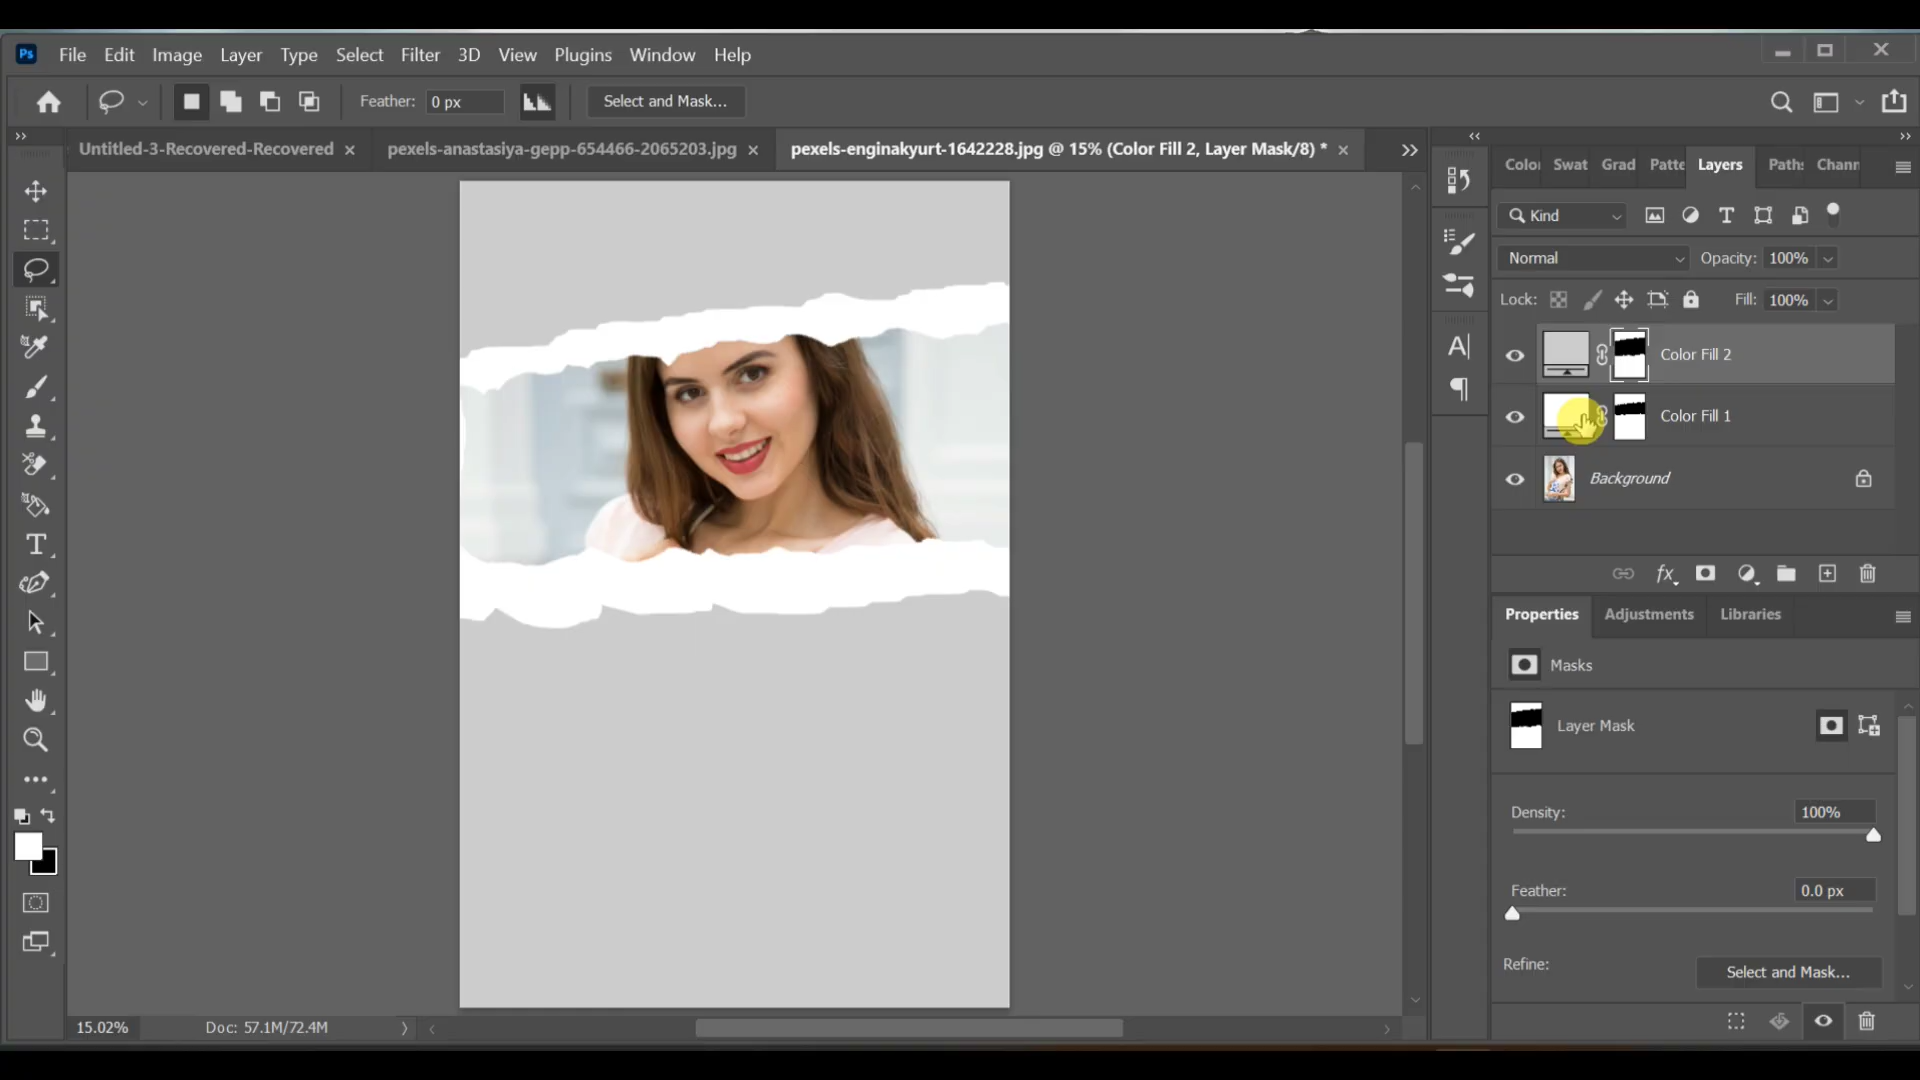 Ps File Edit Image Layer Type Select Filter 3D View Plugins Window Help
Feather: 0 px Select and Mask...
Untitled-3-Recovered-Recovered × pexels-anastasiya-gepp-654466-2065203.jpg × pexels-enginakyurt-1642228.jpg @ 15% (Color Fill 2, Layer Mask/8) * ×
Color Swat Grad Patte Layers Paths Chann
Kind
Normal Opacity: 100%
Lock: Fill: 100%
Color Fill 2
Color Fill 1
Background
fx
Properties Adjustments Libraries
Masks
Layer Mask
Density: 100%
Feather: 0.0 px
Refine: Select and Mask...
15.02% Doc: 57.1M/72.4M